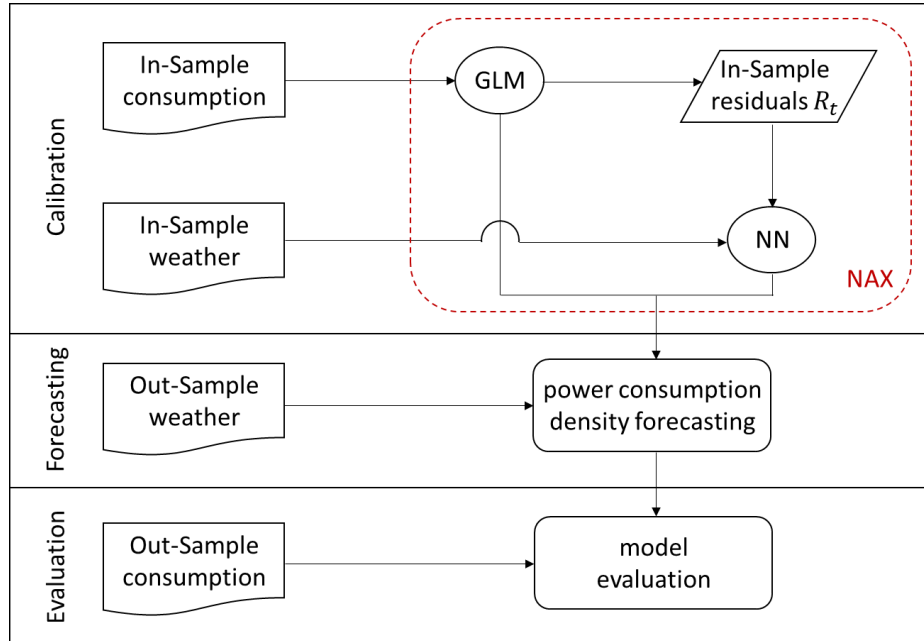 Calibration
In-Sample
consumption
GLM
In-Sample
residuals R_t
In-Sample
weather
NN
NAX
Forecasting
Out-Sample
weather
power consumption
density forecasting
Evaluation
Out-Sample
consumption
model
evaluation